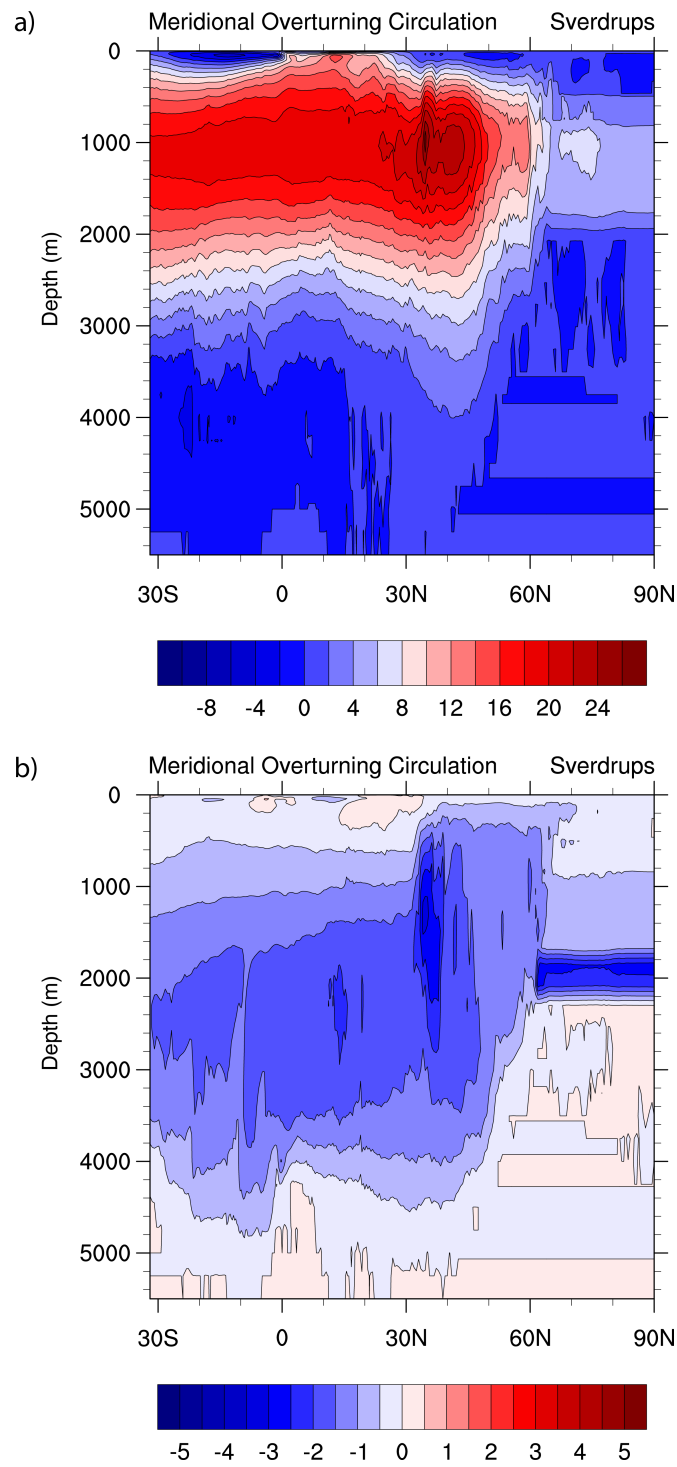 a)
Meridional Overturning Circulation Sverdrups
0
1000
2000
3000
4000
5000
Depth (m)
30S 0 30N 60N 90N
-8 -4 0 4 8 12 16 20 24
b)
Meridional Overturning Circulation Sverdrups
0
1000
2000
3000
4000
5000
Depth (m)
30S 0 30N 60N 90N
-5 -4 -3 -2 -1 0 1 2 3 4 5